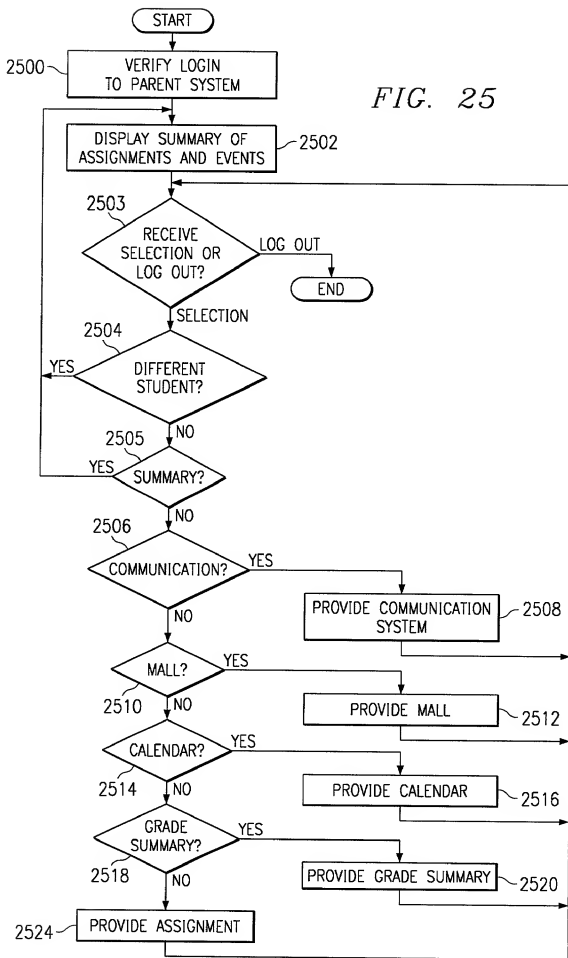 START
2500
VERIFY LOGIN
TO PARENT SYSTEM
FIG. 25
DISPLAY SUMMARY OF
ASSIGNMENTS AND EVENTS
2502
2503
RECEIVE
SELECTION OR
LOG OUT?
LOG OUT
END
SELECTION
2504
YES
DIFFERENT
STUDENT?
NO
2505
YES
SUMMARY?
NO
2506
COMMUNICATION?
YES
PROVIDE COMMUNICATION
SYSTEM
2508
NO
MALL?
YES
2510
NO
PROVIDE MALL
2512
CALENDAR?
YES
2514
NO
PROVIDE CALENDAR
2516
GRADE
SUMMARY?
YES
2518
NO
PROVIDE GRADE SUMMARY
2520
PROVIDE ASSIGNMENT
2524